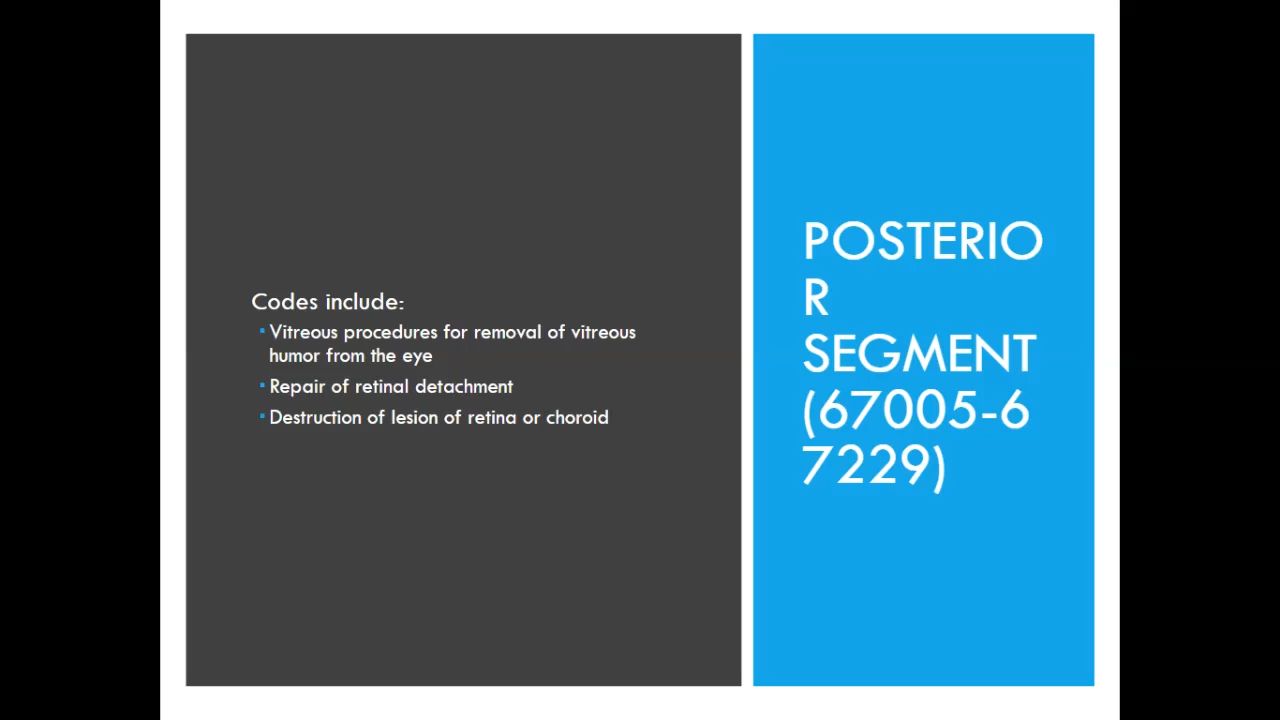 Codes include:
▪Vitreous procedures for removal of vitreous
humor from the eye
▪Repair of retinal detachment
▪Destruction of lesion of retina or choroid
POSTERIO
R
SEGMENT
(67005-6
7229)